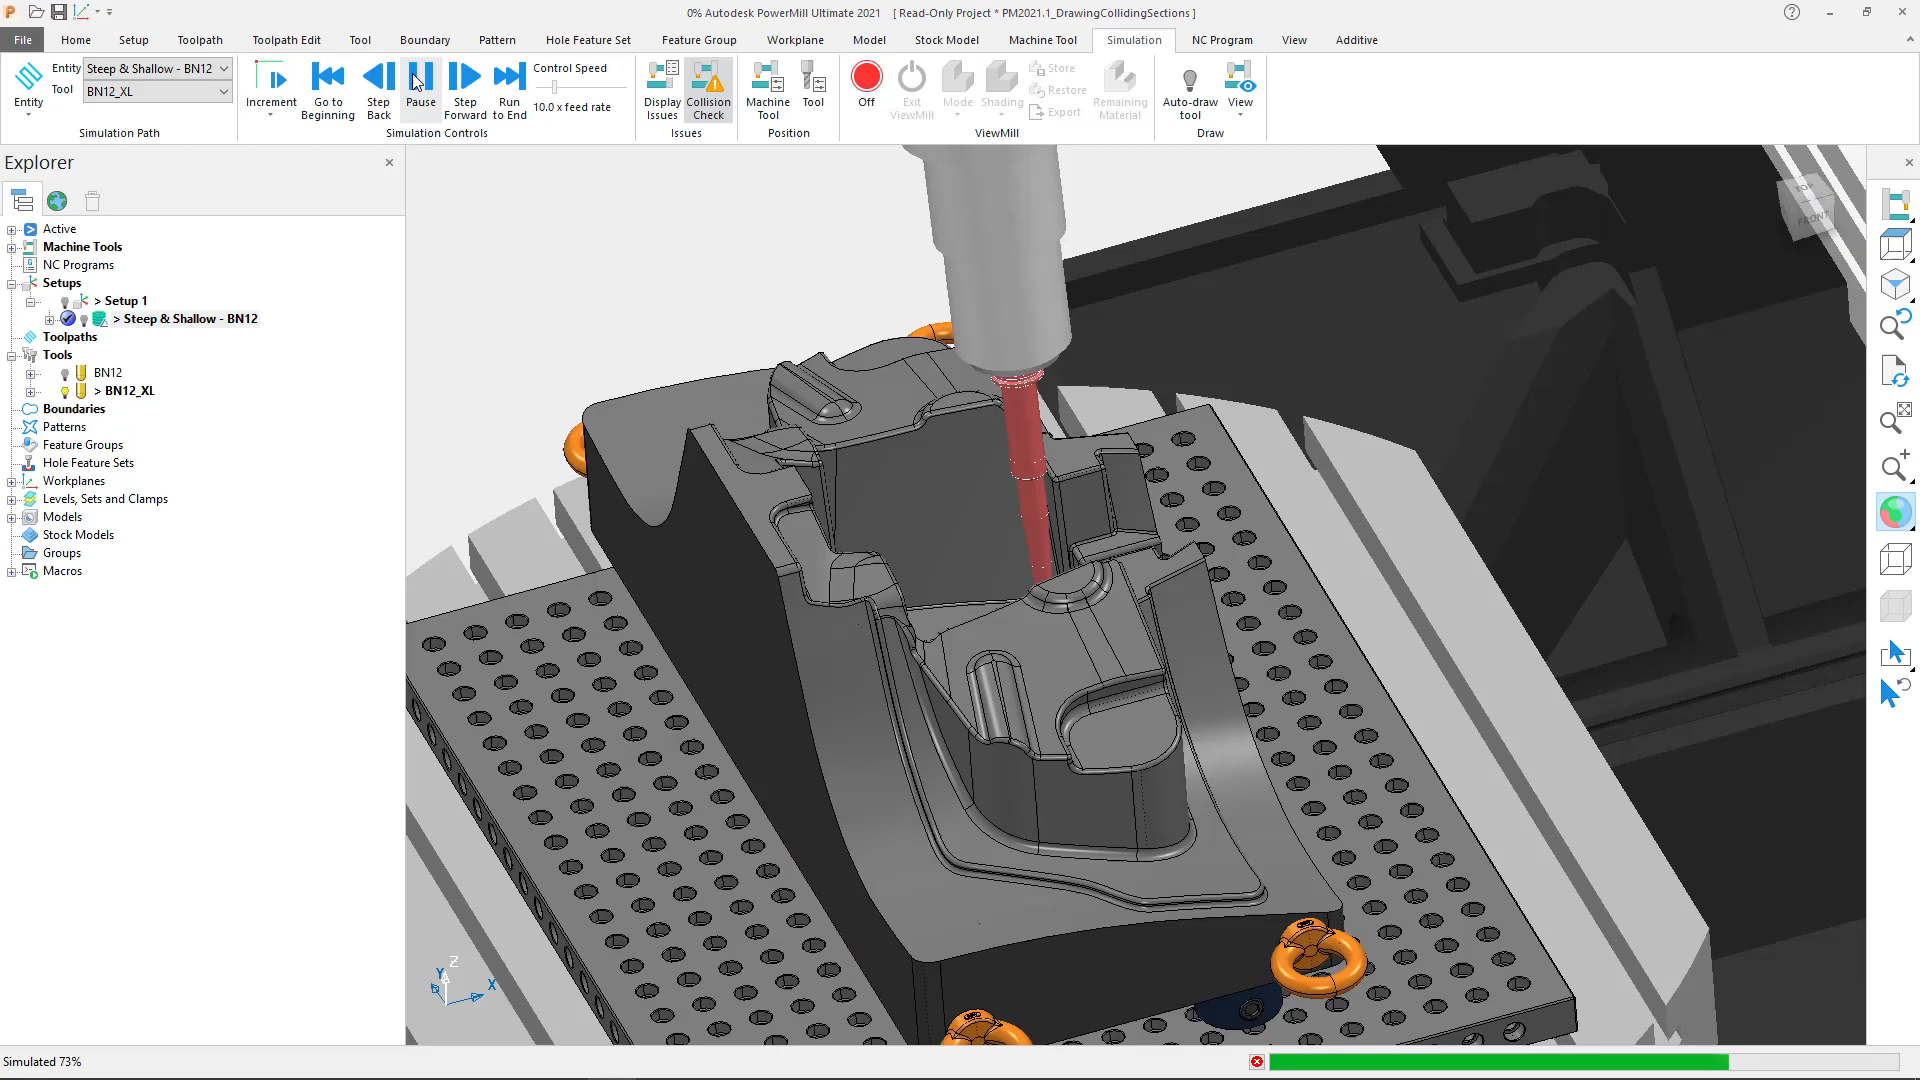 0% Autodesk PowerMill Ultimate 2021 [ Read-Only Project * PM2021.1_DrawingCollidingSections ]
File Home Setup Toolpath Toolpath Edit Tool Boundary Pattern Hole Feature Set Feature Group Workplane Model Stock Model Machine Tool Simulation NC Program View Additive
Entity
Entity Steep & Shallow - BN12
Tool BN12_XL
Simulation Path
Increment
Go to Beginning
Step Back
Pause
Step Forward
Run to End
Control Speed
10.0 x feed rate
Simulation Controls
Display Issues
Collision Check
Issues
Machine Tool
Tool
Position
Off
Exit ViewMill
Mode
Shading
Store
Restore
Export
Remaining Material
ViewMill
Auto-draw tool
View
Draw
Explorer
Active
Machine Tools
NC Programs
Setups
> Setup 1
> Steep & Shallow - BN12
Toolpaths
Tools
BN12
> BN12_XL
Boundaries
Patterns
Feature Groups
Hole Feature Sets
Workplanes
Levels, Sets and Clamps
Models
Stock Models
Groups
Macros
TOP
FRONT
Z
Y
X
Simulated 73%